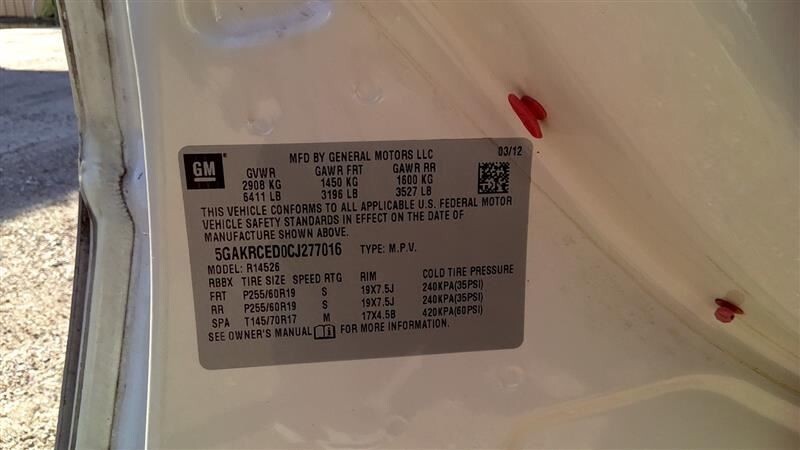 GM
MFD BY GENERAL MOTORS LLC 03/12
GVWR GAWR FRT GAWR RR
2908 KG 1450 KG 1600 KG
6411 LB 3196 LB 3527 LB
THIS VEHICLE CONFORMS TO ALL APPLICABLE U.S. FEDERAL MOTOR
VEHICLE SAFETY STANDARDS IN EFFECT ON THE DATE OF
MANUFACTURE SHOWN ABOVE.
5GAKRCED0CJ277016 TYPE: M.P.V.
MODEL: R14526
RBBX TIRE SIZE SPEED RTG RIM COLD TIRE PRESSURE
FRT P255/60R19 S 19X7.5J 240KPA(35PSI)
RR P255/60R19 S 19X7.5J 240KPA(35PSI)
SPA T145/70R17 M 17X4.5B 420KPA(60PSI)
SEE OWNER'S MANUAL FOR MORE INFORMATION.